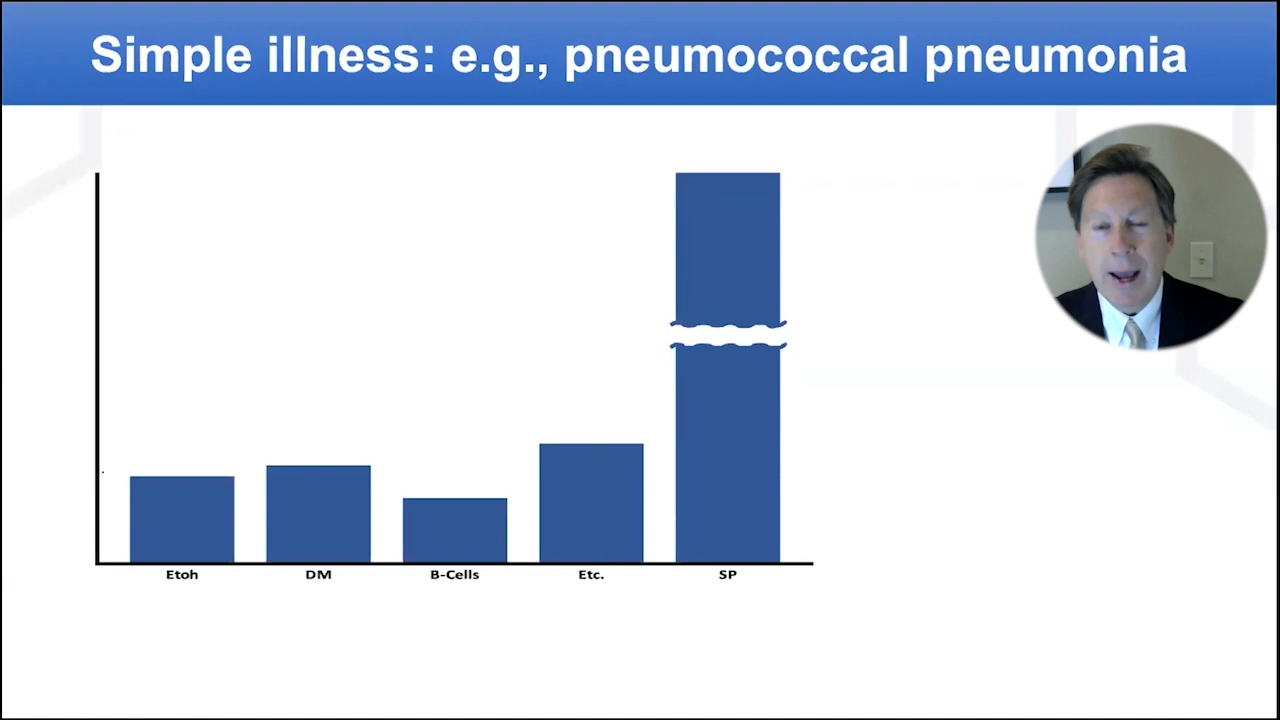 Simple illness: e.g., pneumococcal pneumonia
Etoh DM B-Cells Etc. SP